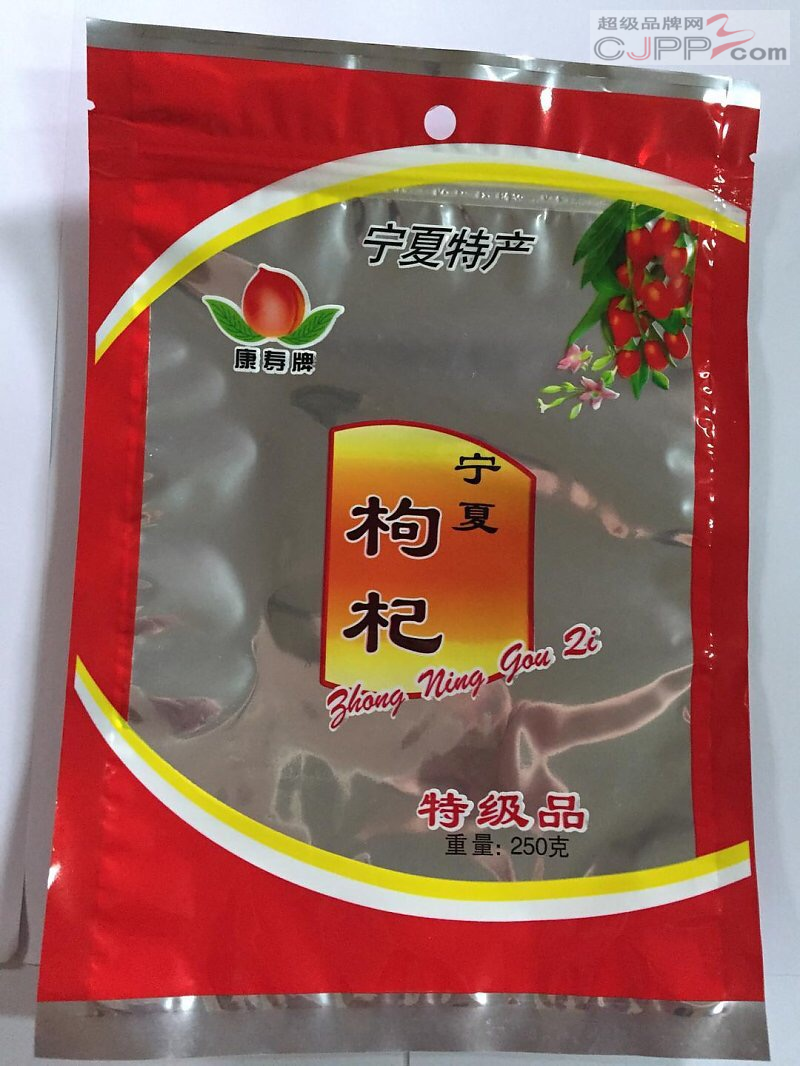 超级品牌网
CJPP.com
宁夏特产
康寿牌
宁夏
枸杞
Zhong Ning Gou Qi
特级品
重量: 250克